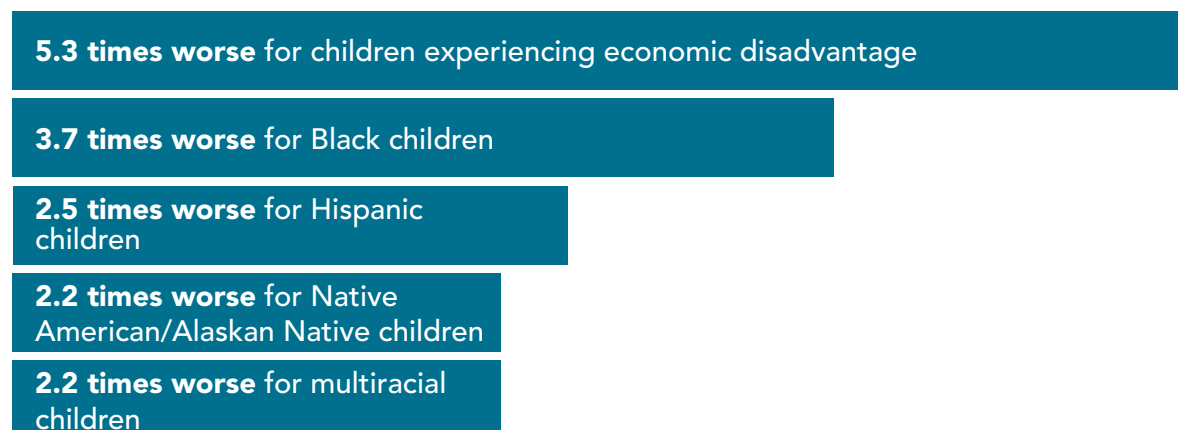 5.3 times worse for children experiencing economic disadvantage
3.7 times worse for Black children
2.5 times worse for Hispanic
children
2.2 times worse for Native
American/Alaskan Native children
2.2 times worse for multiracial
children